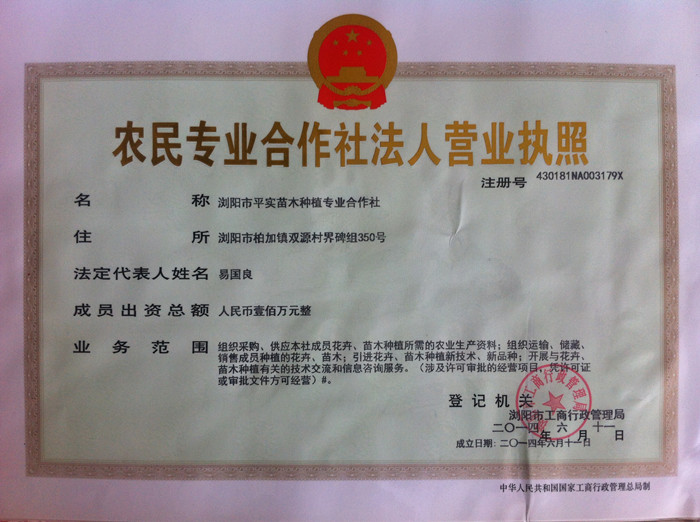 农民专业合作社法人营业执照
注册号 430181NA003179X
名称 浏阳市平实苗木种植专业合作社
住所 浏阳市柏加镇双源村界碑组350号
法定代表人姓名 易国良
成员出资总额 人民币壹佰万元整
业务范围 组织采购、供应本社成员花卉、苗木种植所需的农业生产资料；组织运输、储藏、
销售成员种植的花卉、苗木；引进花卉、苗木种植新技术、新品种；开展与花卉、
苗木种植有关的技术交流和信息咨询服务。（涉及许可审批的经营项目，凭许可证
或审批文件方可经营）#。
登记机关
浏阳市工商行政管理局
二〇一四年六月十一日
成立日期：二〇一四年六月十一日
中华人民共和国国家工商行政管理总局制